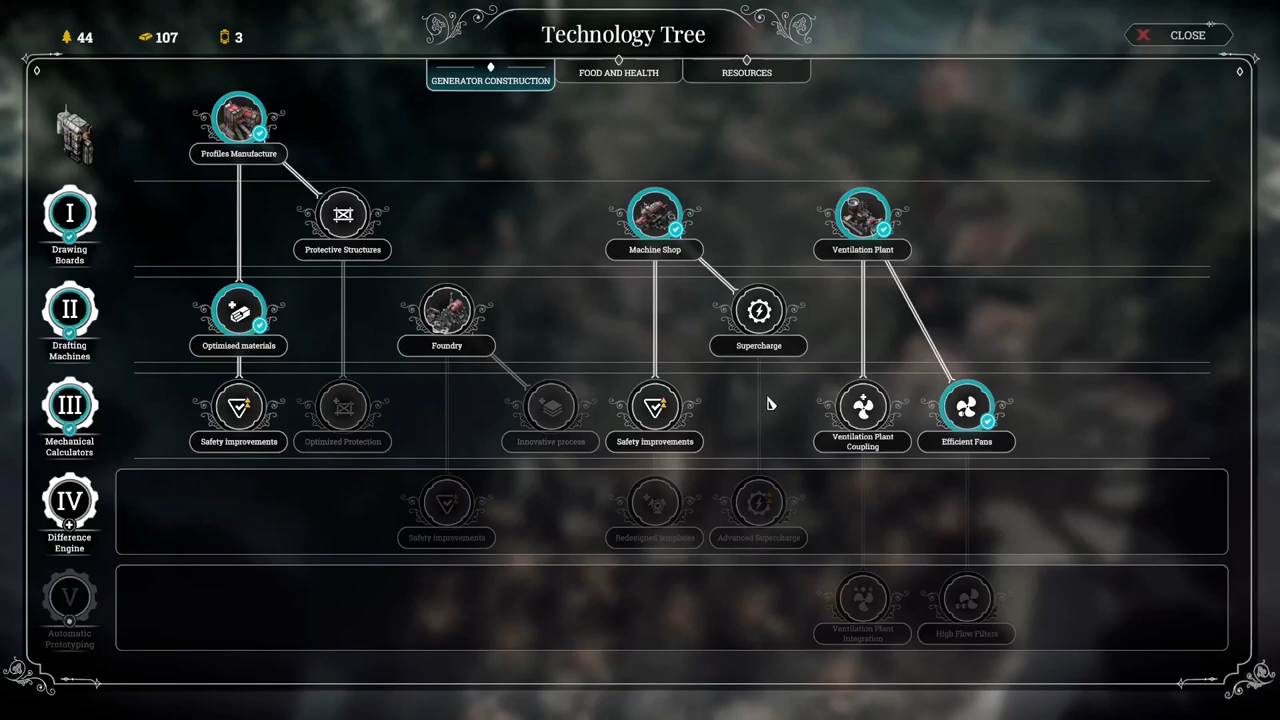 44
107
3
Technology Tree
CLOSE
GENERATOR CONSTRUCTION
FOOD AND HEALTH
RESOURCES
Profiles Manufacture
I
Drawing
Boards
Protective Structures
Machine Shop
Ventilation Plant
II
Drafting
Machines
Optimised materials
Foundry
Supercharge
III
Mechanical
Calculators
Safety improvements
Optimized Protection
Innovative process
Safety improvements
Ventilation Plant
Coupling
Efficient Fans
IV
Difference
Engine
Safety improvements
Redesigned templates
Advanced Supercharge
V
Automatic
Prototyping
Ventilation Plant
Integration
High Flow Filters